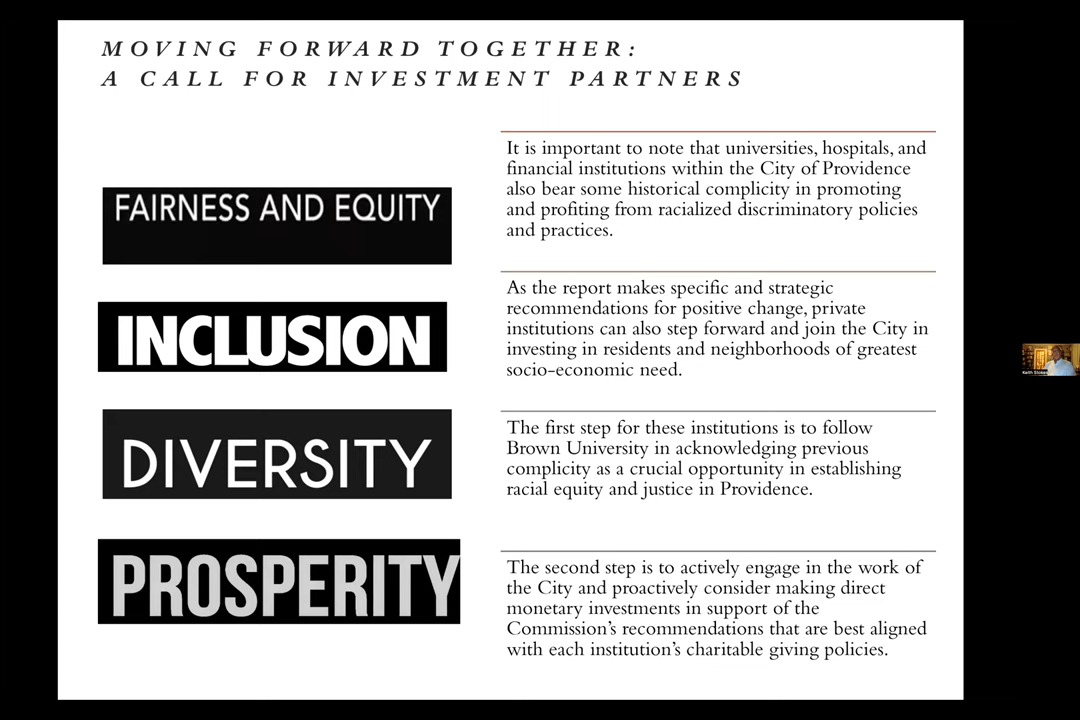 MOVING FORWARD TOGETHER:
A CALL FOR INVESTMENT PARTNERS
FAIRNESS AND EQUITY
INCLUSION
DIVERSITY
PROSPERITY
It is important to note that universities, hospitals, and
financial institutions within the City of Providence
also bear some historical complicity in promoting
and profiting from racialized discriminatory policies
and practices.
As the report makes specific and strategic
recommendations for positive change, private
institutions can also step forward and join the City in
investing in residents and neighborhoods of greatest
socio-economic need.
The first step for these institutions is to follow
Brown University in acknowledging previous
complicity as a crucial opportunity in establishing
racial equity and justice in Providence.
The second step is to actively engage in the work of
the City and proactively consider making direct
monetary investments in support of the
Commission's recommendations that are best aligned
with each institution's charitable giving policies.
Keith Stokes